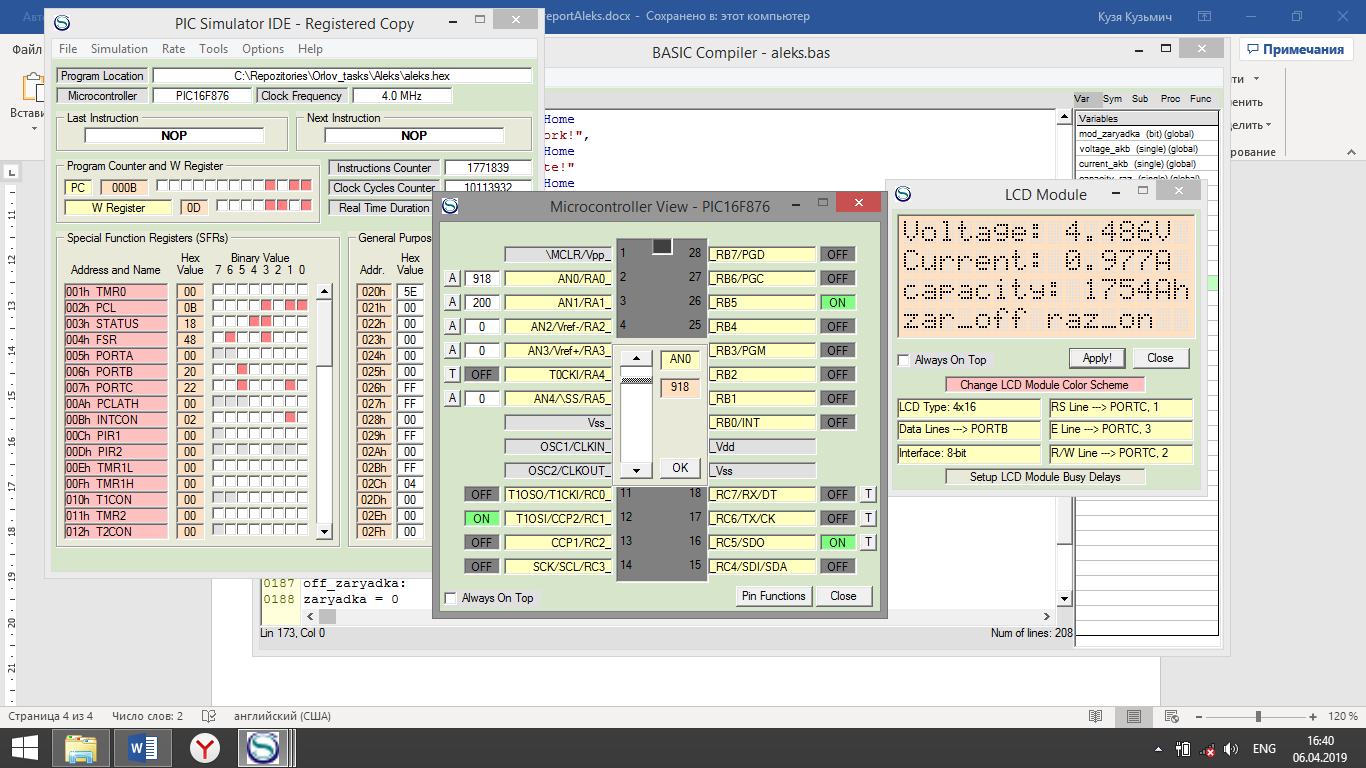 Авто
eportAleks.docx - Сохранено в: этот компьютер
Кузя Кузьмич
Файл
Примечания
Встави
PIC Simulator IDE - Registered Copy
File Simulation Rate Tools Options Help
Program Location C:\Repozitories\Orlov_tasks\Aleks\aleks.hex
Microcontroller PIC16F876 Clock Frequency 4.0 MHz
Last Instruction
NOP
Next Instruction
NOP
Program Counter and W Register
PC 000B
W Register 0D
Instructions Counter 1771839
Clock Cycles Counter 10113932
Real Time Duration
Special Function Registers (SFRs)
Address and Name Hex Value Binary Value 7 6 5 4 3 2 1 0
001h TMR0 00
002h PCL 0B
003h STATUS 18
004h FSR 48
005h PORTA 00
006h PORTB 20
007h PORTC 22
00Ah PCLATH 00
00Bh INTCON 02
00Ch PIR1 00
00Dh PIR2 00
00Eh TMR1L 00
00Fh TMR1H 00
010h T1CON 00
011h TMR2 00
012h T2CON 00
General Purpos
Addr. Hex Value
020h 5E
021h 00
022h 00
023h 00
024h 00
025h 00
026h FF
027h FF
028h 00
029h FF
02Ah 00
02Bh FF
02Ch 04
02Dh 00
02Eh 00
02Fh 00
BASIC Compiler - aleks.bas
Home
ork!",
Home
te!"
Home
Var Sym Sub Proc Func
Variables
mod_zaryadka (bit) (global)
voltage_akb (single) (global)
current_akb (single) (global)
0187 off_zaryadka:
0188 zaryadka = 0
Lin 173, Col 0
Num of lines: 208
Microcontroller View - PIC16F876
\MCLR/Vpp_ 1 28 _RB7/PGD OFF
A 918 AN0/RA0_ 2 27 _RB6/PGC OFF
A 200 AN1/RA1_ 3 26 _RB5 ON
A 0 AN2/Vref-/RA2_ 4 25 _RB4 OFF
A 0 AN3/Vref+/RA3_ _RB3/PGM OFF
T OFF T0CKI/RA4_ _RB2 OFF
A 0 AN4/\SS/RA5_ _RB1 OFF
Vss_ _RB0/INT OFF
OSC1/CLKIN_ _Vdd
OSC2/CLKOUT_ _Vss
AN0
918
OK
OFF T1OSO/T1CKI/RC0_ 11 18 _RC7/RX/DT OFF T
ON T1OSI/CCP2/RC1_ 12 17 _RC6/TX/CK OFF T
OFF CCP1/RC2_ 13 16 _RC5/SDO ON T
OFF SCK/SCL/RC3_ 14 15 _RC4/SDI/SDA OFF
Always On Top Pin Functions Close
LCD Module
Voltage: 4.486V
Current: 0.977A
capacity: 1754Ah
zar_off raz_on
Always On Top Apply! Close
Change LCD Module Color Scheme
LCD Type: 4x16 RS Line ---> PORTC, 1
Data Lines ---> PORTB E Line ---> PORTC, 3
Interface: 8-bit R/W Line ---> PORTC, 2
Setup LCD Module Busy Delays
Страница 4 из 4 Число слов: 2 английский (США) 120 %
ENG 16:40
06.04.2019